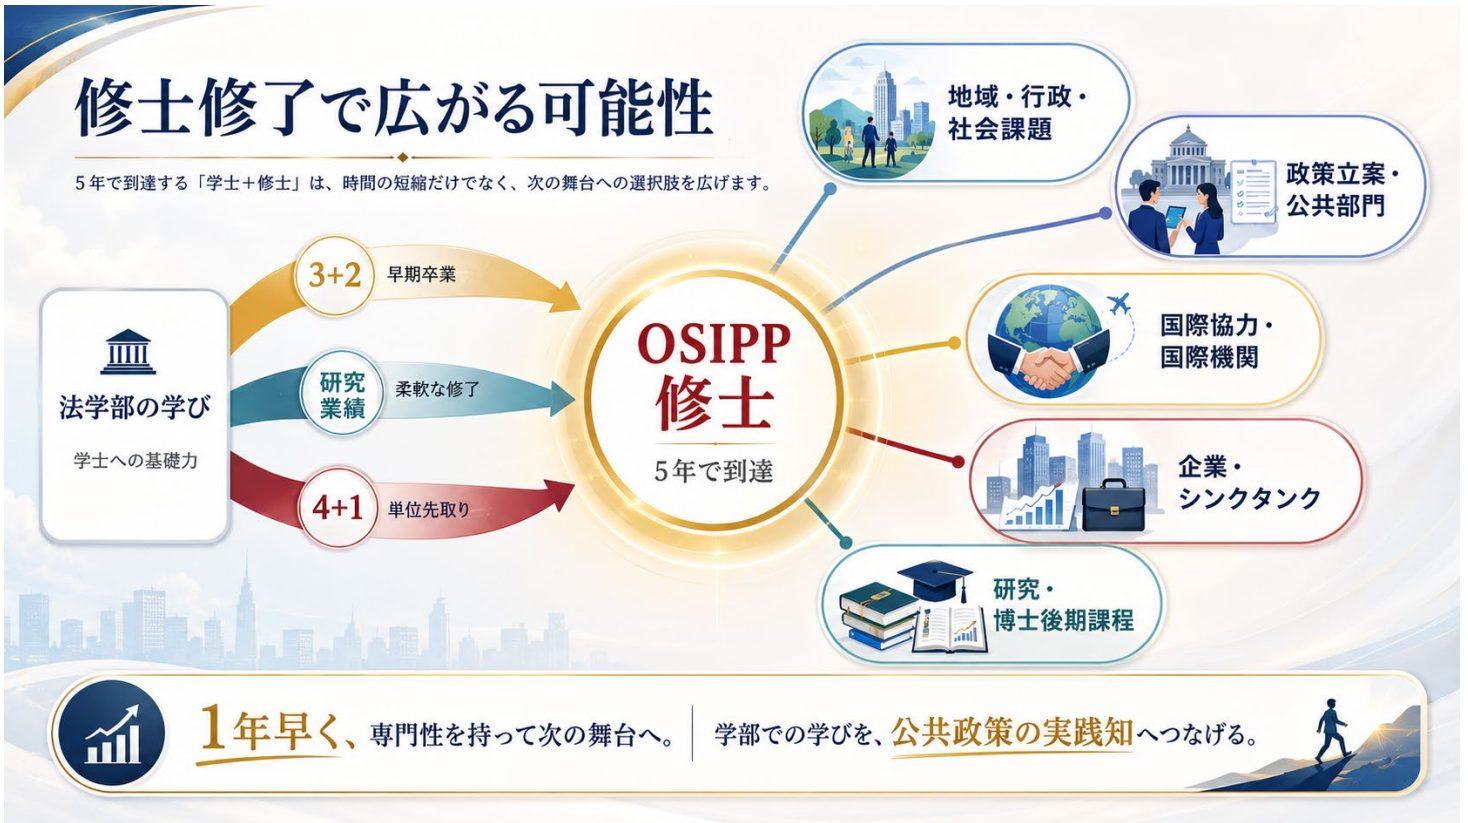 修士修了で広がる可能性
5年で到達する「学士＋修士」は、時間の短縮だけでなく、次の舞台への選択肢を広げます。
法学部の学び
学士への基礎力
3+2
早期卒業
研究
業績
柔軟な修了
4+1
単位先取り
OSIPP
修士
5年で到達
地域・行政・
社会課題
政策立案・
公共部門
国際協力・
国際機関
企業・
シンクタンク
研究・
博士後期課程
1年早く、専門性を持って次の舞台へ。
学部での学びを、公共政策の実践知へつなげる。